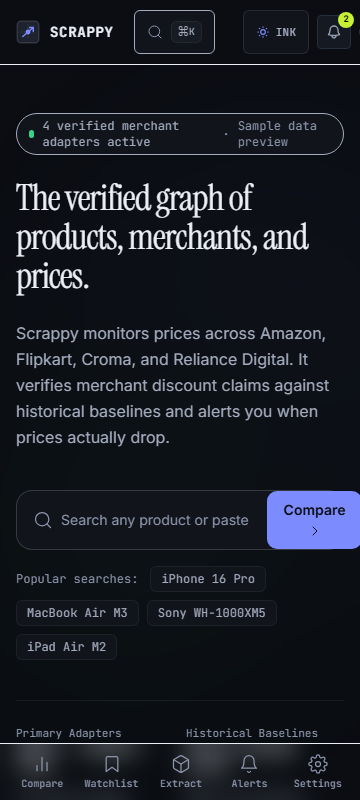 SCRAPPY
⌘K
INK
2
4 verified merchant
adapters active
·
Sample data
preview
The verified graph of
products, merchants, and
prices.
Scrappy monitors prices across Amazon,
Flipkart, Croma, and Reliance Digital. It
verifies merchant discount claims against
historical baselines and alerts you when
prices actually drop.
Search any product or paste
Compare
Popular searches:
iPhone 16 Pro
MacBook Air M3
Sony WH-1000XM5
iPad Air M2
Primary Adapters
Historical Baselines
Compare
Watchlist
Extract
Alerts
Settings